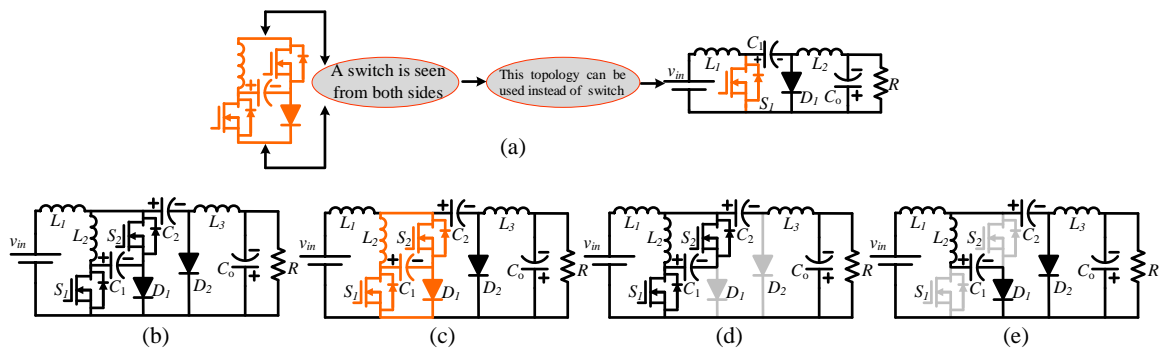 A switch is seen
from both sides
This topology can be
used instead of switch
v_in
L_1
C_1
L_2
S_1
D_1
C_o
R
(a)
L_1
L_3
v_in
L_2
S_2
C_2
S_1
C_1
D_1
D_2
C_o
R
(b)
L_1
L_3
v_in
L_2
S_2
C_2
S_1
C_1
D_1
D_2
C_o
R
(c)
L_1
L_3
v_in
L_2
S_2
C_2
S_1
C_1
D_1
D_2
C_o
R
(d)
L_1
L_3
v_in
L_2
S_2
C_2
S_1
C_1
D_1
D_2
C_o
R
(e)